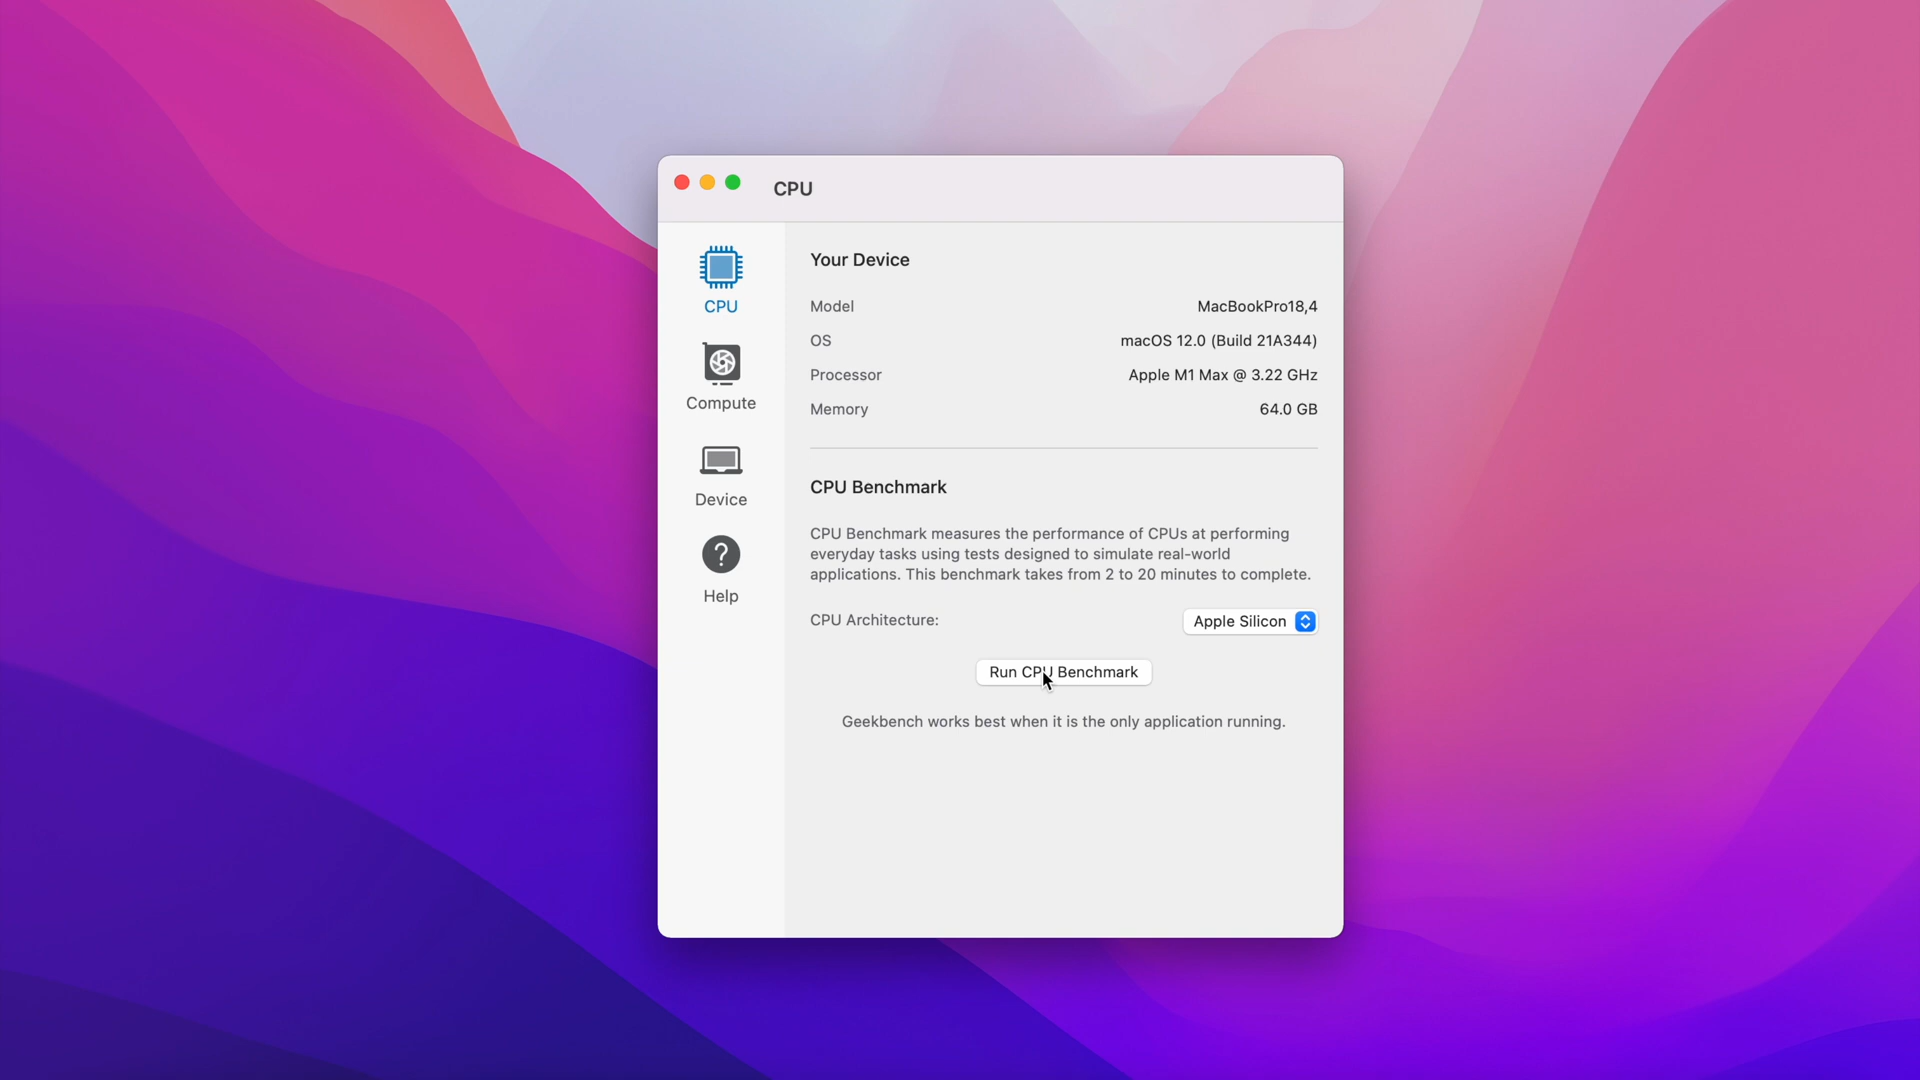 CPU
CPU
Compute
Device
?
Help
Your Device
Model MacBookPro18,4
OS macOS 12.0 (Build 21A344)
Processor Apple M1 Max @ 3.22 GHz
Memory 64.0 GB
CPU Benchmark
CPU Benchmark measures the performance of CPUs at performing
everyday tasks using tests designed to simulate real-world
applications. This benchmark takes from 2 to 20 minutes to complete.
CPU Architecture: Apple Silicon
Run CPU Benchmark
Geekbench works best when it is the only application running.